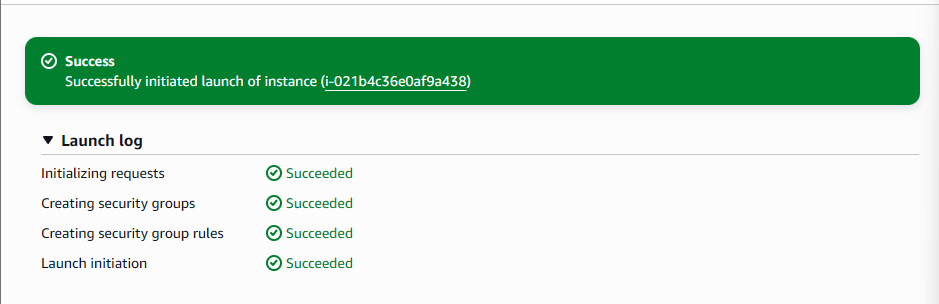 Success
Successfully initiated launch of instance (i-021b4c36e0af9a438)
Launch log
Initializing requests Succeeded
Creating security groups Succeeded
Creating security group rules Succeeded
Launch initiation Succeeded